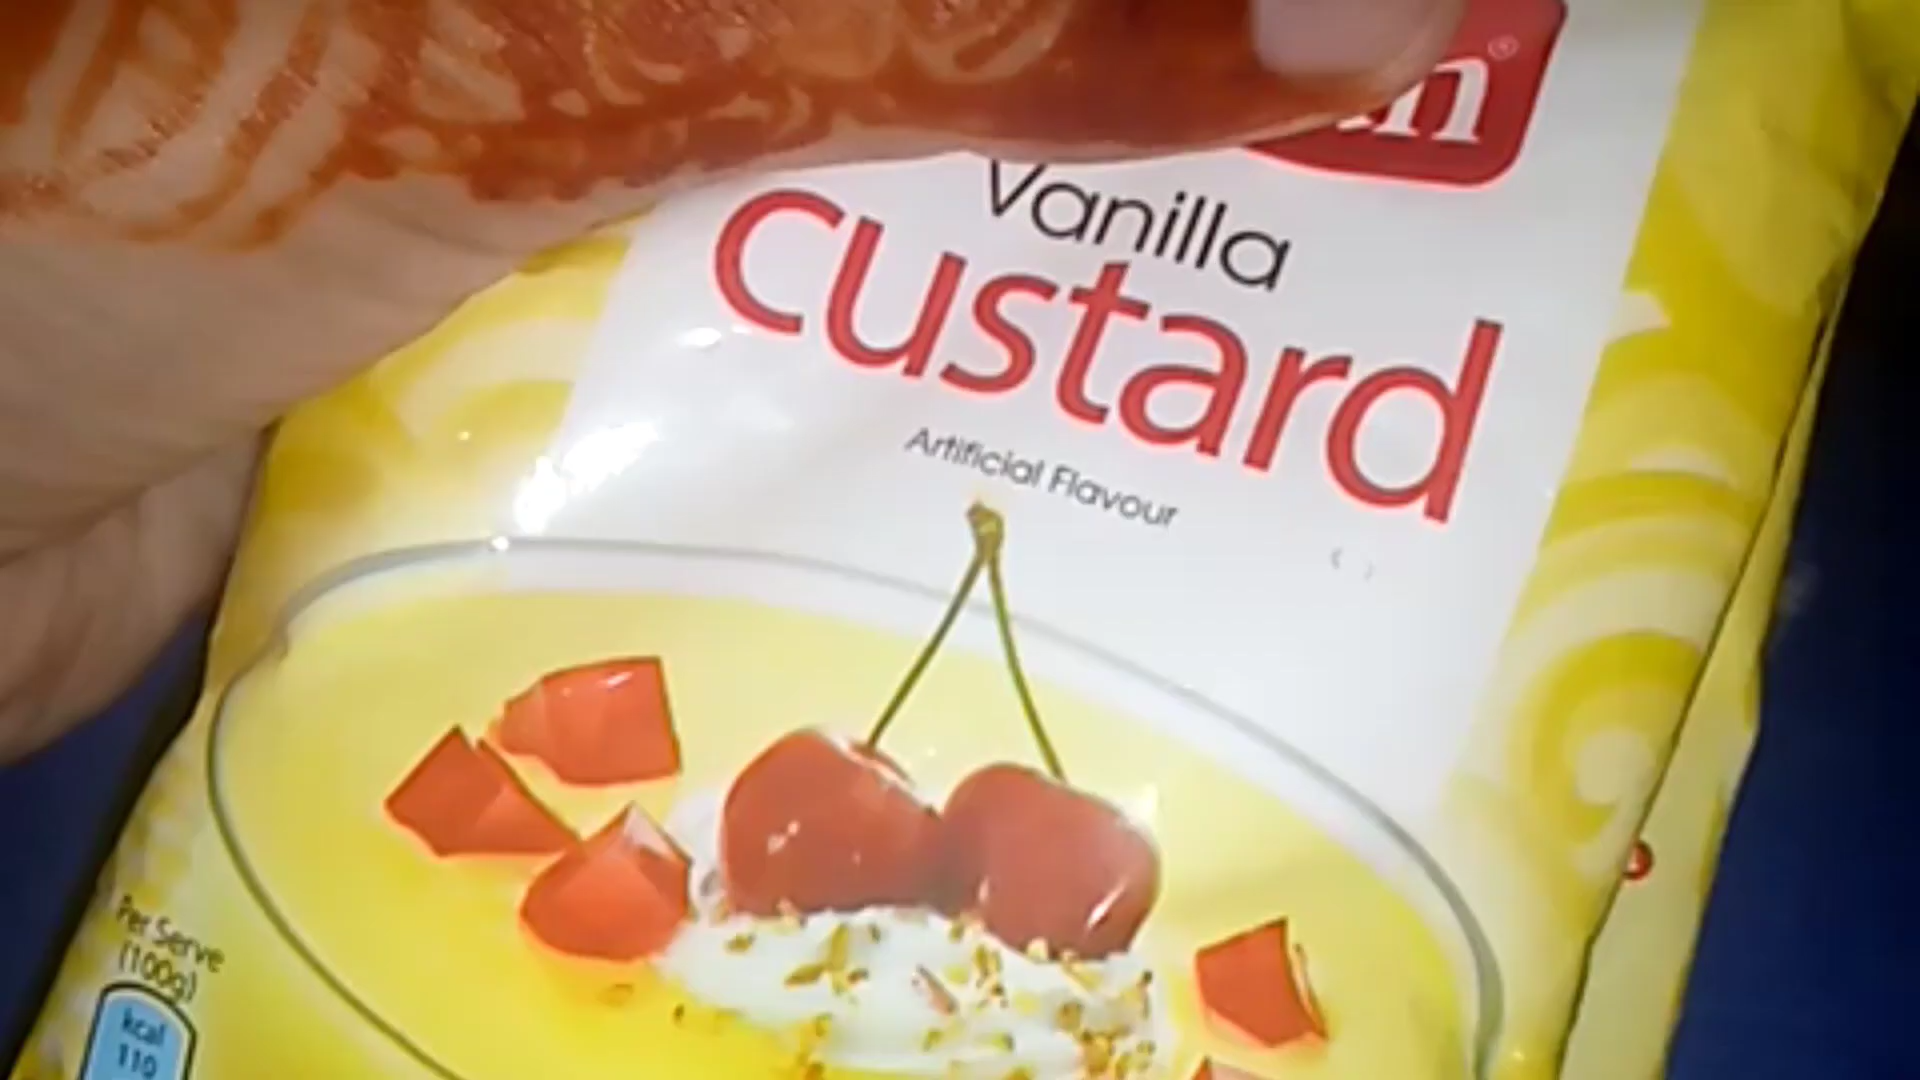 Vanilla
custard
Artificial Flavour
Per Serve
(100g)
kcal
110